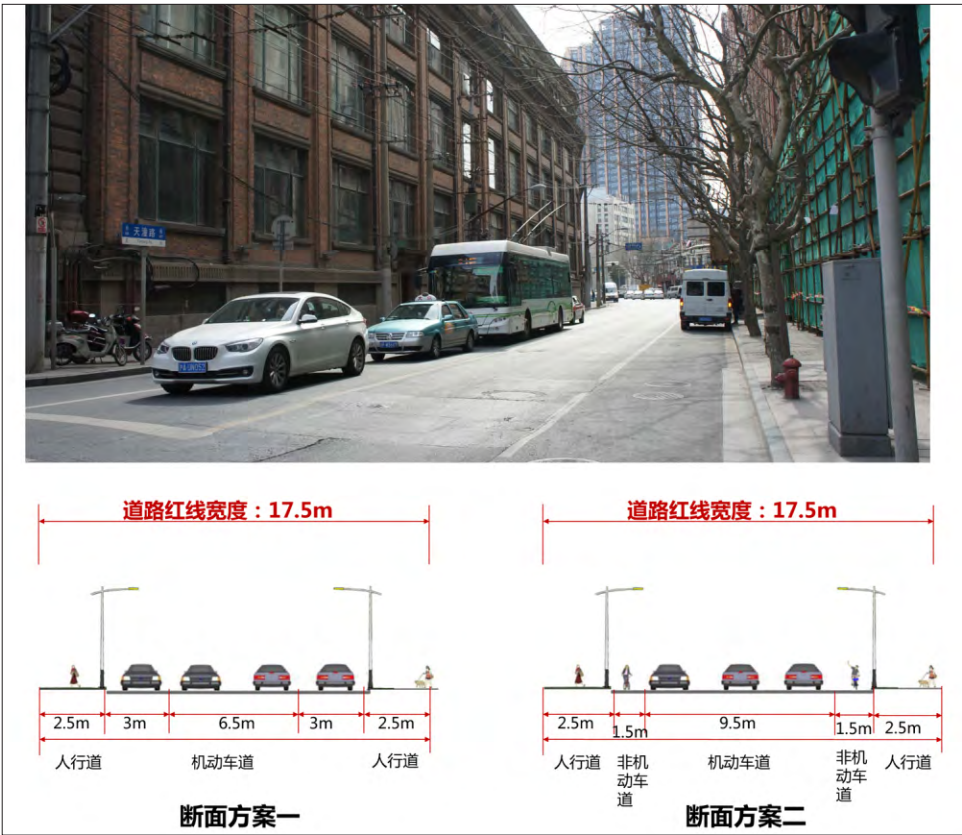 天潼路
道路红线宽度：17.5m
2.5m
3m
6.5m
3m
2.5m
人行道
机动车道
人行道
断面方案一
道路红线宽度：17.5m
2.5m
1.5m
9.5m
1.5m
2.5m
人行道
非机
动车
道
机动车道
非机
动车
道
人行道
断面方案二